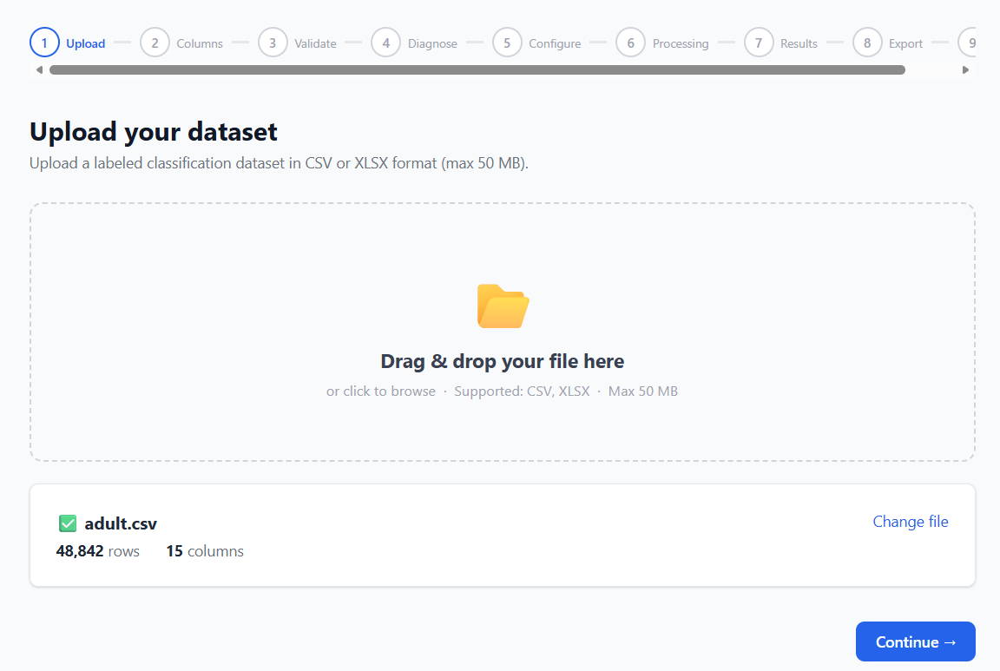 1 Upload 2 Columns 3 Validate 4 Diagnose 5 Configure 6 Processing 7 Results 8 Export 9
Upload your dataset
Upload a labeled classification dataset in CSV or XLSX format (max 50 MB).
Drag & drop your file here
or click to browse · Supported: CSV, XLSX · Max 50 MB
adult.csv Change file
48,842 rows 15 columns
Continue →